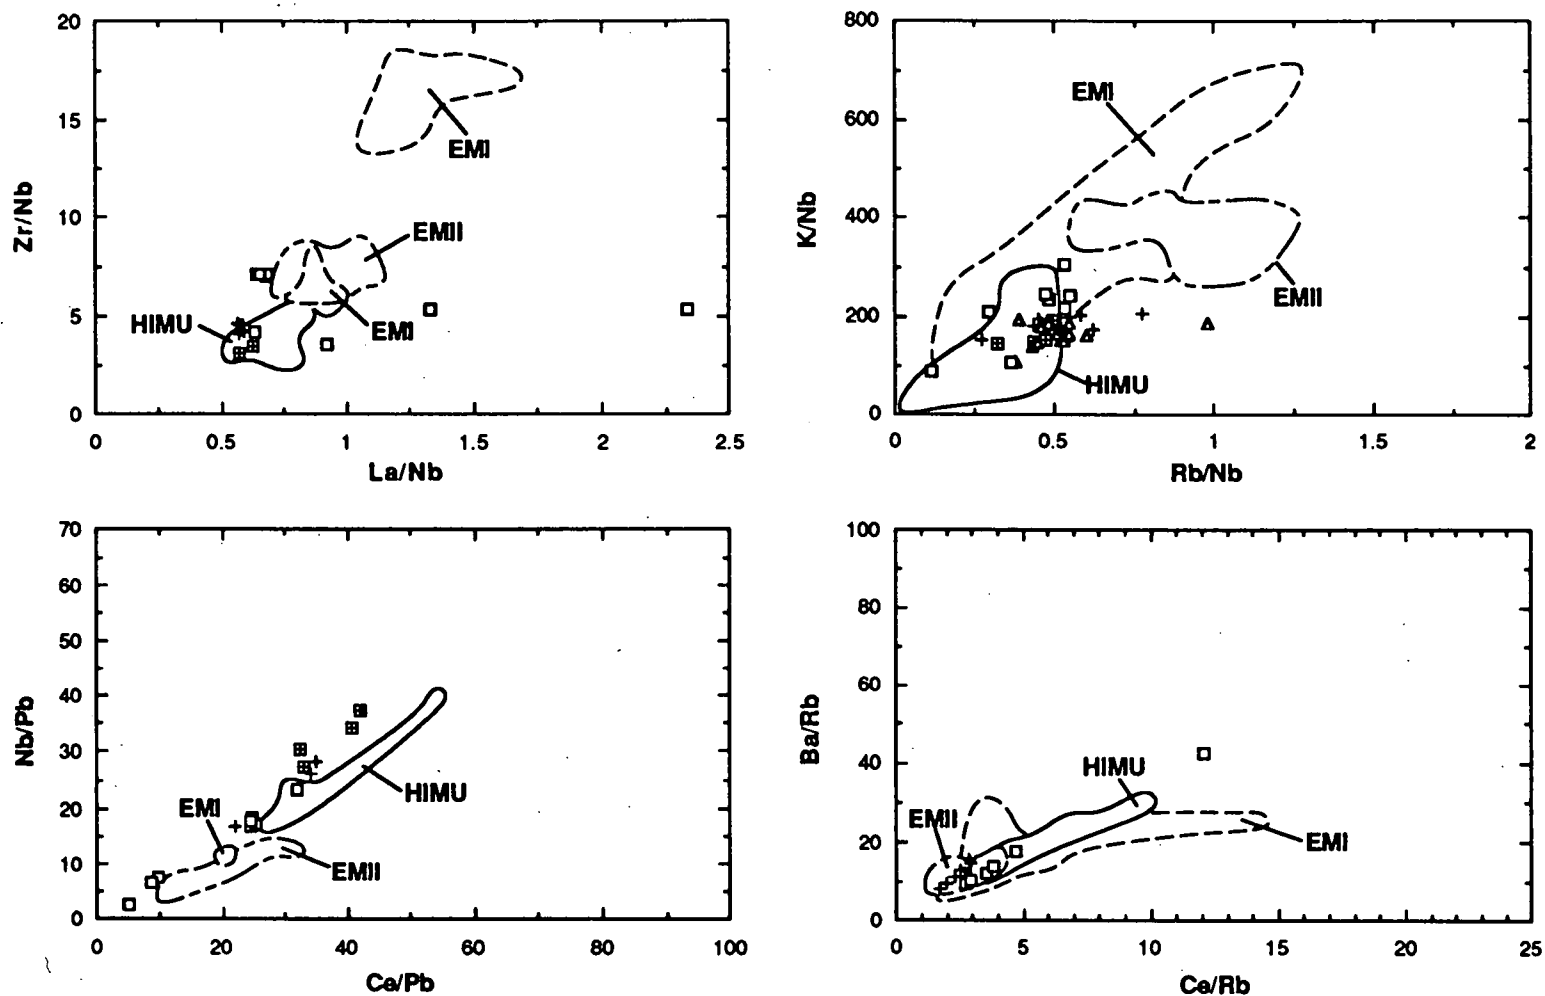 20
15
10
5
0
Zr/Nb
EMI
EMII
HIMU
EMI
0 0.5 1 1.5 2 2.5
La/Nb
800
600
400
200
0
K/Nb
EMI
EMII
HIMU
0 0.5 1 1.5 2
Rb/Nb
70
60
50
40
30
20
10
0
Nb/Pb
EMI
HIMU
EMII
0 20 40 60 80 100
Ce/Pb
100
80
60
40
20
0
Ba/Rb
HIMU
EMII
EMI
0 5 10 15 20 25
Ce/Rb